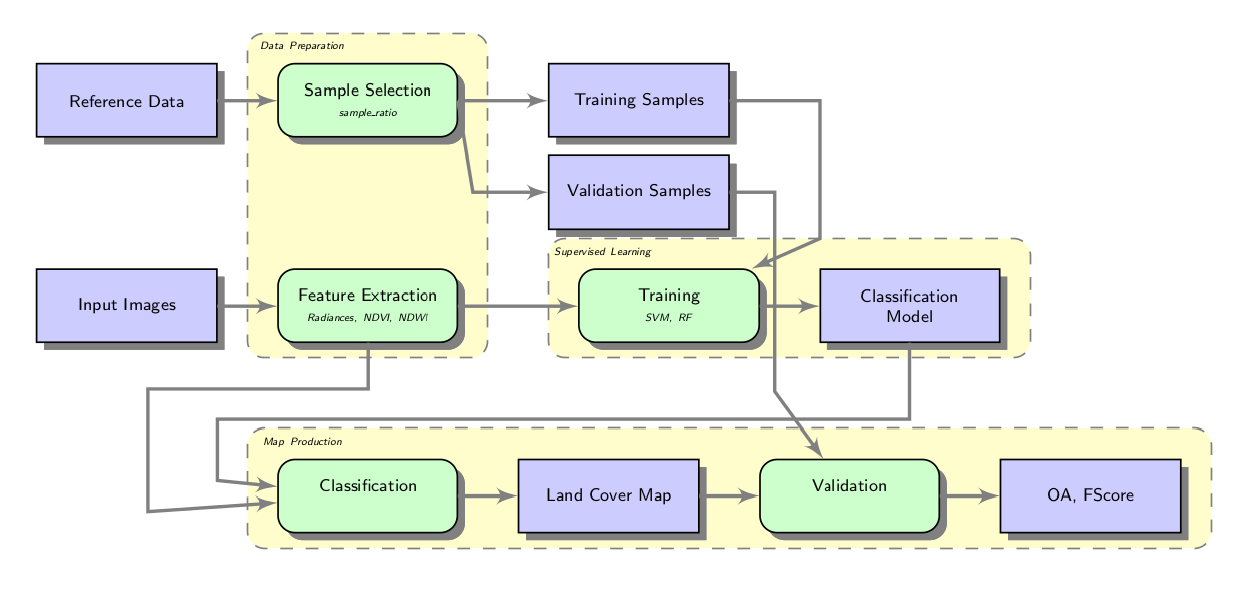 Data Preparation
Reference Data
Sample Selection
sample_ratio
Training Samples
Validation Samples
Supervised Learning
Input Images
Feature Extraction
Radiances, NDVI, NDWI
Training
SVM, RF
Classification
Model
Map Production
Classification
Land Cover Map
Validation
OA, FScore